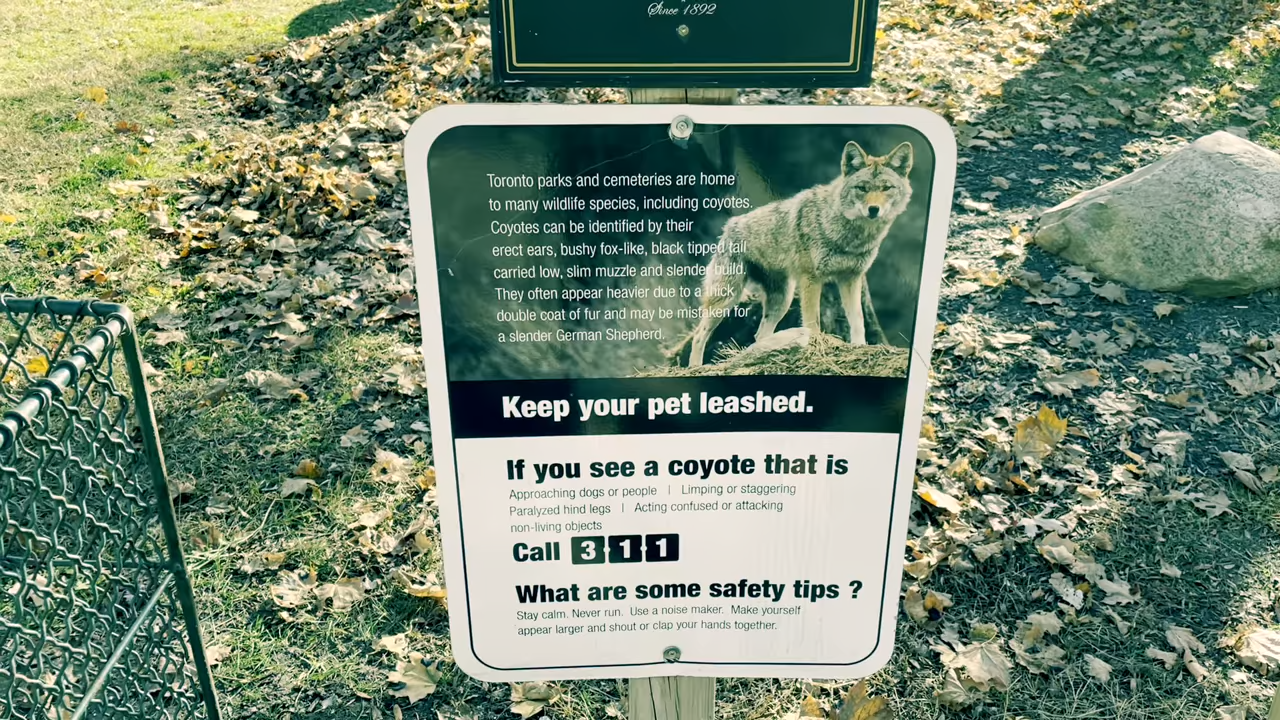 Since 1892
Toronto parks and cemeteries are home
to many wildlife species, including coyotes.
Coyotes can be identified by their
erect ears, bushy fox-like, black tipped tail
carried low, slim muzzle and slender build.
They often appear heavier due to a thick
double coat of fur and may be mistaken for
a slender German Shepherd.
Keep your pet leashed.
If you see a coyote that is
Approaching dogs or people | Limping or staggering
Paralyzed hind legs | Acting confused or attacking
non-living objects
Call 311
What are some safety tips ?
Stay calm. Never run. Use a noise maker. Make yourself
appear larger and shout or clap your hands together.